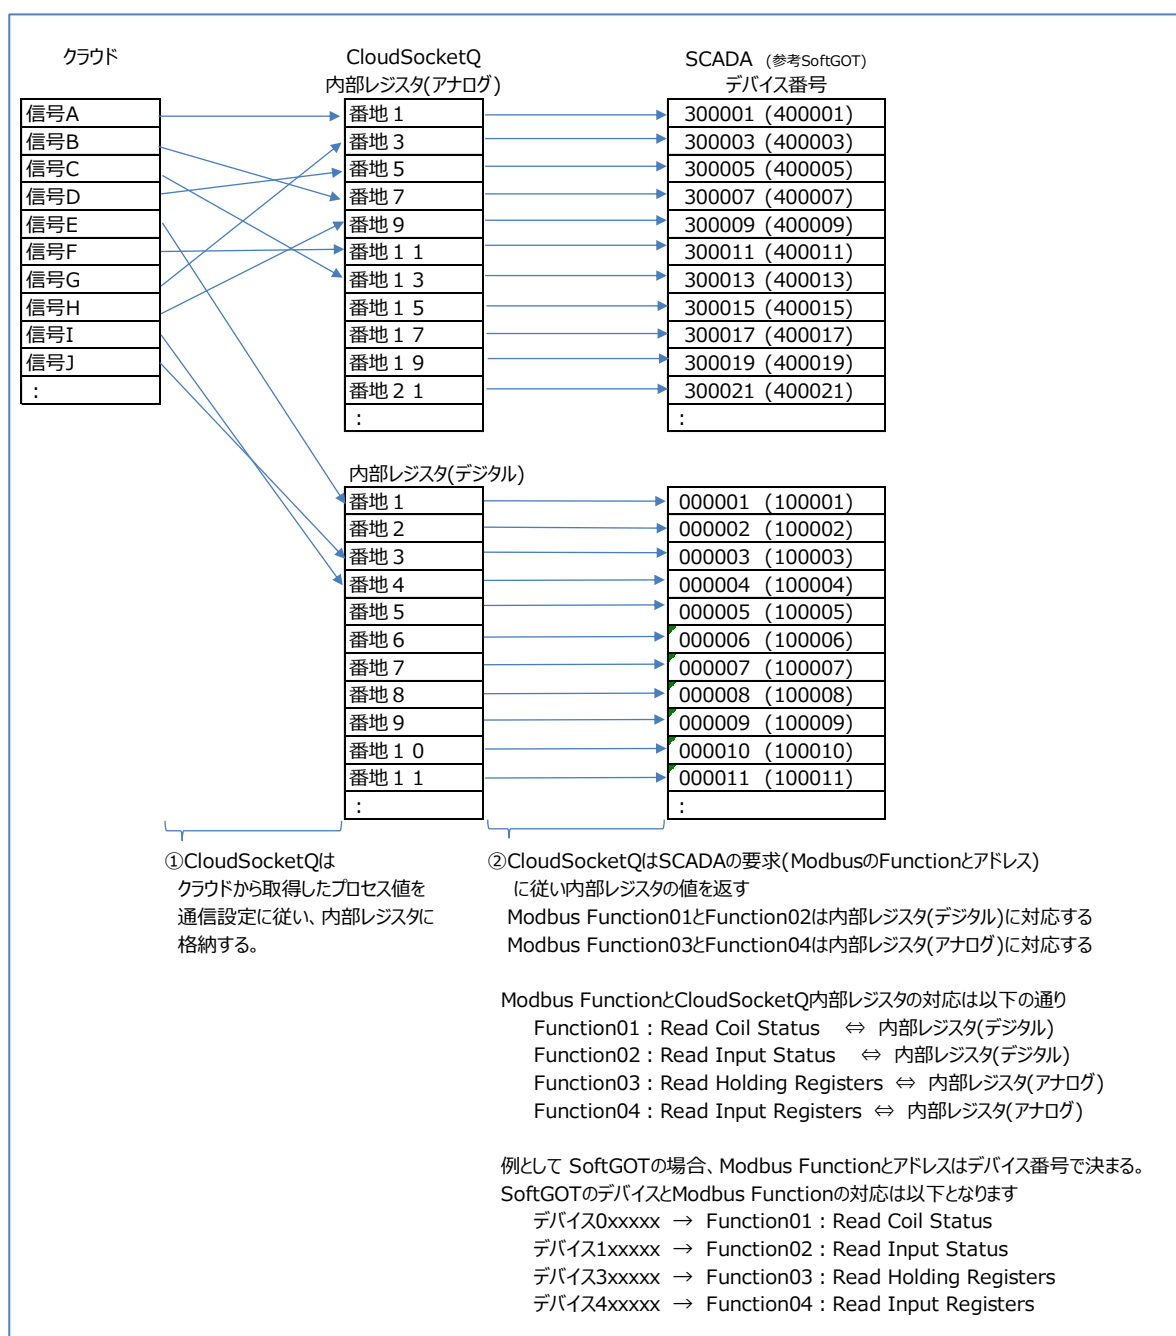 クラウド
CloudSocketQ
内部レジスタ(アナログ)
SCADA (参考SoftGOT)
デバイス番号
信号A 番地1 300001 (400001)
信号B 番地3 300003 (400003)
信号C 番地5 300005 (400005)
信号D 番地7 300007 (400007)
信号E 番地9 300009 (400009)
信号F 番地11 300011 (400011)
信号G 番地13 300013 (400013)
信号H 番地15 300015 (400015)
信号I 番地17 300017 (400017)
信号J 番地19 300019 (400019)
: 番地21 300021 (400021)
: :
内部レジスタ(デジタル)
番地1 000001 (100001)
番地2 000002 (100002)
番地3 000003 (100003)
番地4 000004 (100004)
番地5 000005 (100005)
番地6 000006 (100006)
番地7 000007 (100007)
番地8 000008 (100008)
番地9 000009 (100009)
番地10 000010 (100010)
番地11 000011 (100011)
: :
①CloudSocketQは
クラウドから取得したプロセス値を
通信設定に従い、内部レジスタに
格納する。
②CloudSocketQはSCADAの要求(ModbusのFunctionとアドレス)
に従い内部レジスタの値を返す
Modbus Function01とFunction02は内部レジスタ(デジタル)に対応する
Modbus Function03とFunction04は内部レジスタ(アナログ)に対応する
Modbus FunctionとCloudSocketQ内部レジスタの対応は以下の通り
Function01：Read Coil Status ⇔ 内部レジスタ(デジタル)
Function02：Read Input Status ⇔ 内部レジスタ(デジタル)
Function03：Read Holding Registers ⇔ 内部レジスタ(アナログ)
Function04：Read Input Registers ⇔ 内部レジスタ(アナログ)
例として SoftGOTの場合、Modbus Functionとアドレスはデバイス番号で決まる。
SoftGOTのデバイスとModbus Functionの対応は以下となります
デバイス0xxxxx → Function01：Read Coil Status
デバイス1xxxxx → Function02：Read Input Status
デバイス3xxxxx → Function03：Read Holding Registers
デバイス4xxxxx → Function04：Read Input Registers